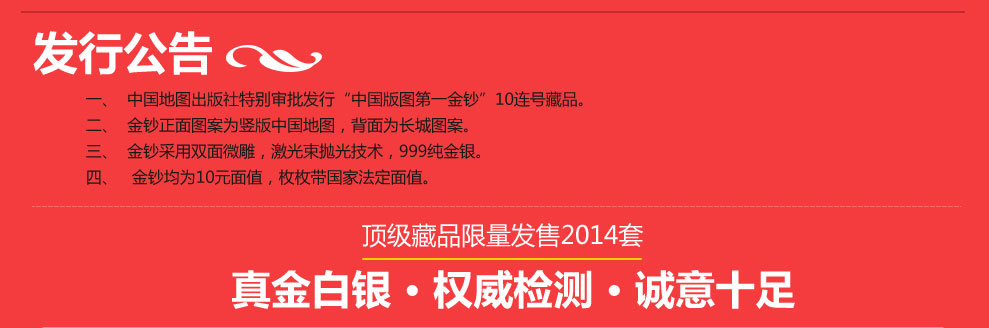 发行公告
一、 中国地图出版社特别审批发行“中国版图第一金钞”10连号藏品。
二、 金钞正面图案为竖版中国地图，背面为长城图案。
三、 金钞采用双面微雕，激光束抛光技术，999纯金银。
四、 金钞均为10元面值，枚枚带国家法定面值。
顶级藏品限量发售2014套
真金白银·权威检测·诚意十足